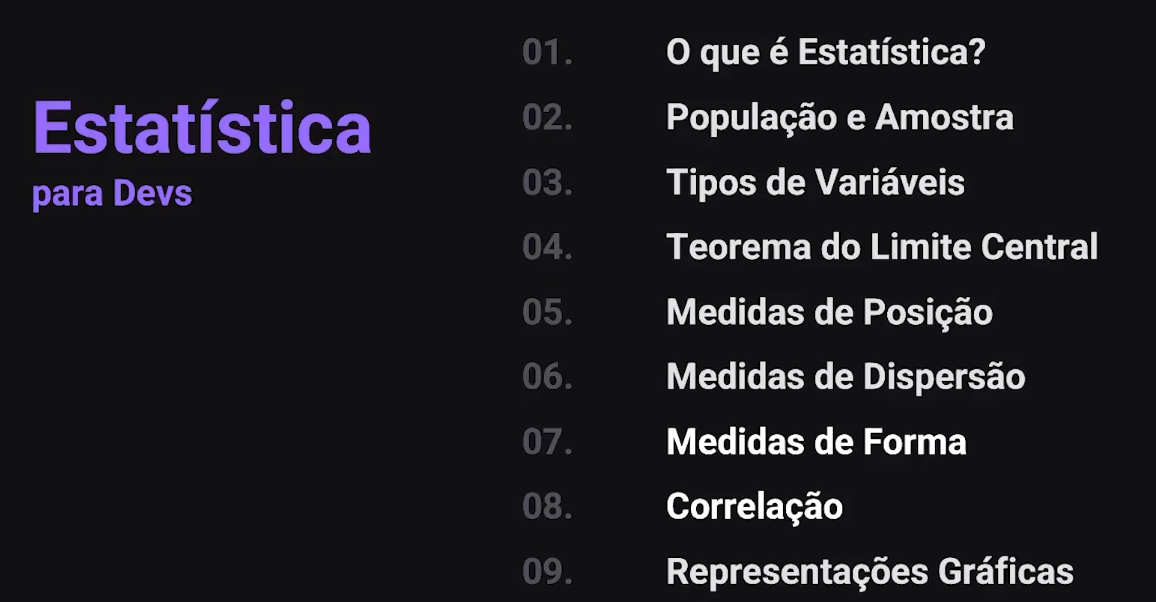 Estatística
para Devs
01. O que é Estatística?
02. População e Amostra
03. Tipos de Variáveis
04. Teorema do Limite Central
05. Medidas de Posição
06. Medidas de Dispersão
07. Medidas de Forma
08. Correlação
09. Representações Gráficas